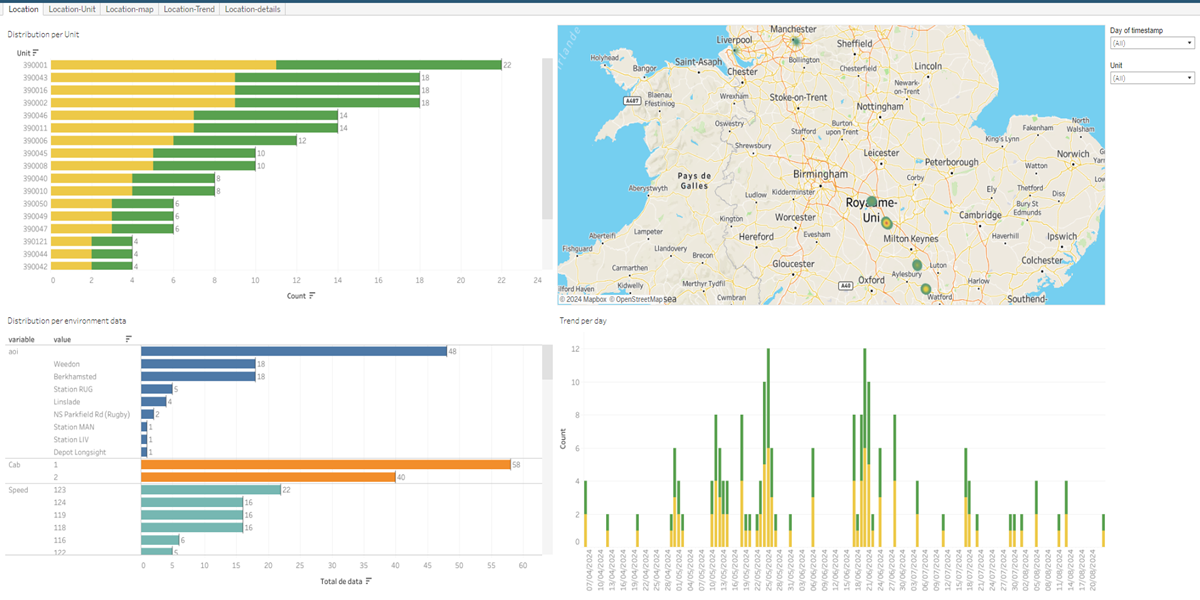 Location Location-Unit Location-map Location-Trend Location-details
Distribution per Unit
Unit
390001 22
390043 18
390016 18
390002 18
390046 14
390011 14
390006 12
390045 10
390008 10
390040 8
390010 8
390050 6
390049 6
390047 6
390121 4
390044 4
390042 4
0 2 4 6 8 10 12 14 16 18 20 22 24
Count
Manchester
Liverpool
Sheffield
Holyhead
Bangor
Saint-Asaph
Bollington
Chester
Chesterfield
Lincoln
A487
Blaenau
Ffestiniog
Wrexham
Stoke-on-Trent
Newark-
on-Trent
Nottingham
Oswestry
Stafford
Burton
upon Trent
Fakenham
North
Walsham
King's Lynn
Shrewsbury
Leicester
Norwich
Peterborough
Watton
Birmingham
Corby
Pays de
Galles
Aberystwyth
Ludlow
Kidderminster
Ely
Thetford
Diss
Bury St
Edmunds
Royaume-
Uni
Kington
Worcester
Cambridge
Lampeter
Aberteifi
Hereford
Evesham
Milton Keynes
Haverhill
Ipswich
Fishguard
Llandovery
Brecon
Gloucester
Colchester
Carmarthen
Luton
Aylesbury
Kidwelly
Merthyr Tydfil
A40
Oxford
Harlow
Cwmbran
Watford
Southend-
© 2024 Mapbox © OpenStreetMap
Day of timestamp
(All)
Unit
(All)
Distribution per environment data
variable value
aoi 48
Weedon 18
Berkhamsted 18
Station RUG 5
Linslade 4
NS Parkfield Rd (Rugby) 2
Station MAN 1
Station LIV 1
Depot Longsight 1
Cab 1 58
2 40
Speed 123 22
124 16
119 16
118 16
116 6
122 5
0 5 10 15 20 25 30 35 40 45 50 55 60
Total de data
Trend per day
12
10
8
6
4
2
0
Count
07/04/2024
10/04/2024
13/04/2024
16/04/2024
19/04/2024
22/04/2024
25/04/2024
28/04/2024
01/05/2024
04/05/2024
07/05/2024
10/05/2024
13/05/2024
16/05/2024
19/05/2024
22/05/2024
25/05/2024
28/05/2024
31/05/2024
03/06/2024
06/06/2024
09/06/2024
12/06/2024
15/06/2024
18/06/2024
21/06/2024
24/06/2024
27/06/2024
30/06/2024
03/07/2024
06/07/2024
09/07/2024
12/07/2024
15/07/2024
18/07/2024
21/07/2024
24/07/2024
27/07/2024
30/07/2024
02/08/2024
05/08/2024
08/08/2024
11/08/2024
14/08/2024
17/08/2024
20/08/2024